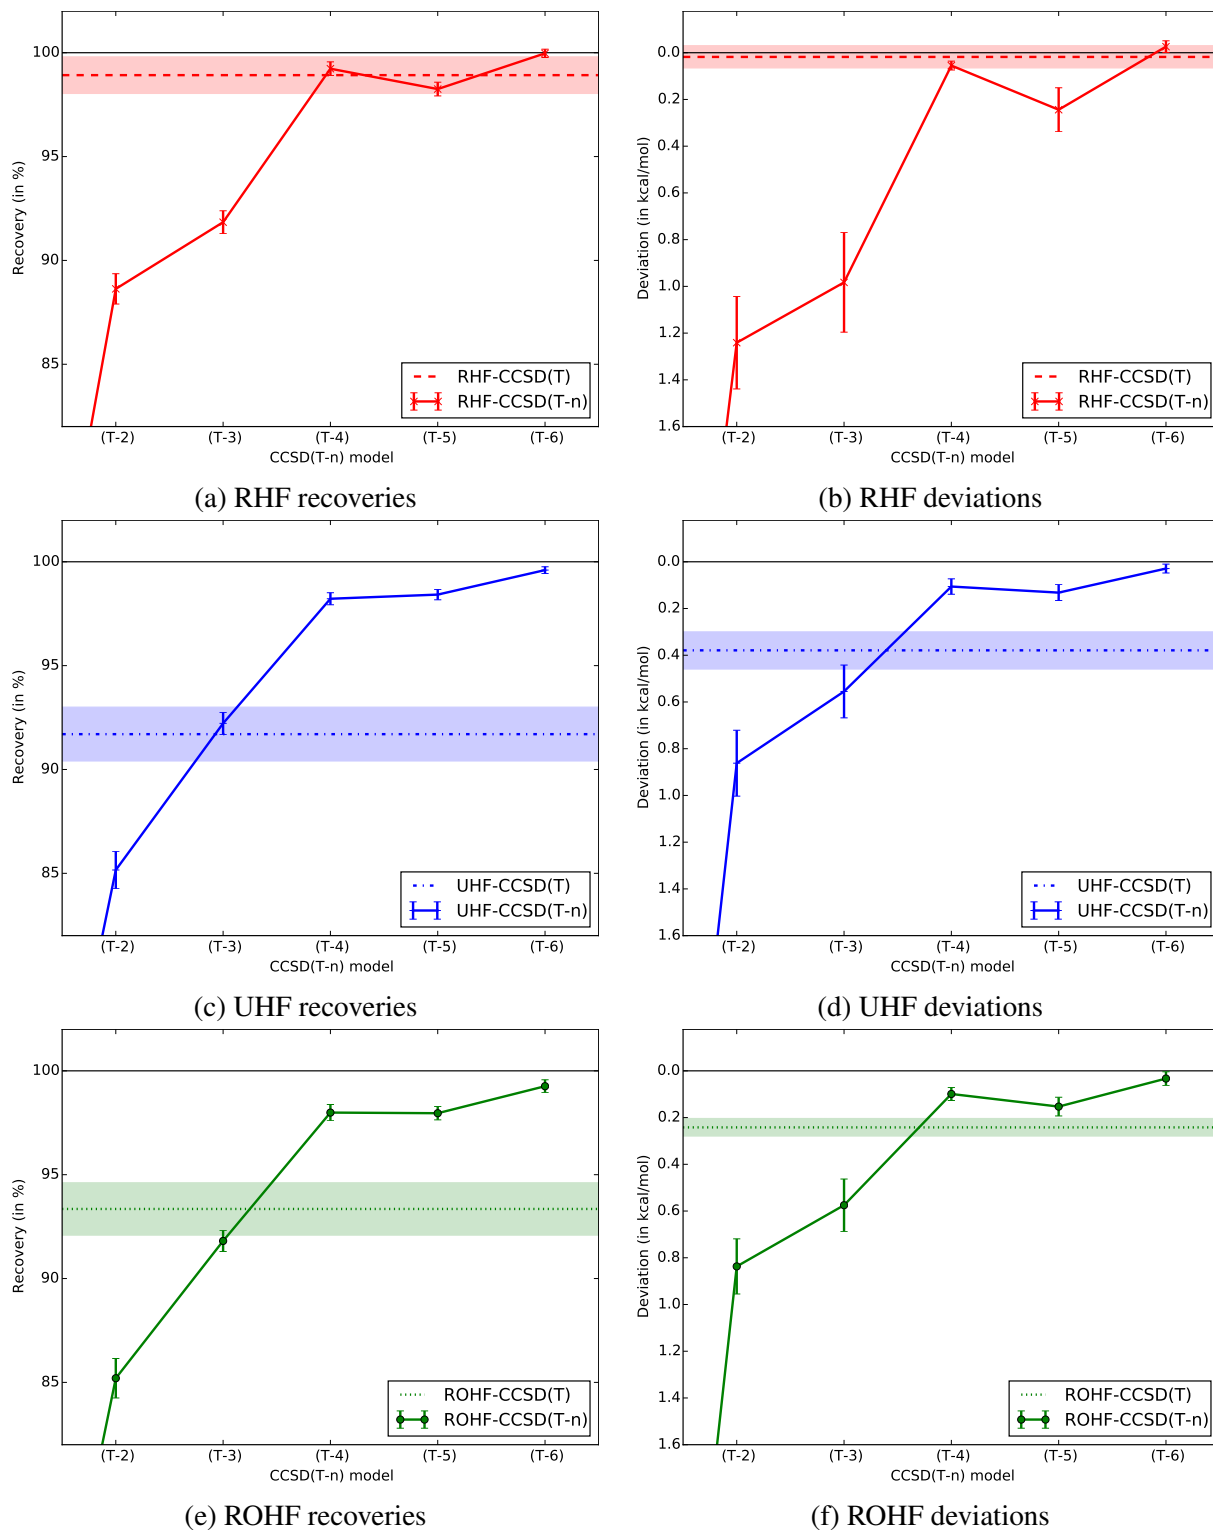 100
95
90
85
Recovery (in %)
(T-2) (T-3) (T-4) (T-5) (T-6)
CCSD(T-n) model
RHF-CCSD(T)
RHF-CCSD(T-n)
(a) RHF recoveries
0.0
0.2
0.4
0.6
0.8
1.0
1.2
1.4
1.6
Deviation (in kcal/mol)
(T-2) (T-3) (T-4) (T-5) (T-6)
CCSD(T-n) model
RHF-CCSD(T)
RHF-CCSD(T-n)
(b) RHF deviations
100
95
90
85
Recovery (in %)
(T-2) (T-3) (T-4) (T-5) (T-6)
CCSD(T-n) model
UHF-CCSD(T)
UHF-CCSD(T-n)
(c) UHF recoveries
0.0
0.2
0.4
0.6
0.8
1.0
1.2
1.4
1.6
Deviation (in kcal/mol)
(T-2) (T-3) (T-4) (T-5) (T-6)
CCSD(T-n) model
UHF-CCSD(T)
UHF-CCSD(T-n)
(d) UHF deviations
100
95
90
85
Recovery (in %)
(T-2) (T-3) (T-4) (T-5) (T-6)
CCSD(T-n) model
ROHF-CCSD(T)
ROHF-CCSD(T-n)
(e) ROHF recoveries
0.0
0.2
0.4
0.6
0.8
1.0
1.2
1.4
1.6
Deviation (in kcal/mol)
(T-2) (T-3) (T-4) (T-5) (T-6)
CCSD(T-n) model
ROHF-CCSD(T)
ROHF-CCSD(T-n)
(f) ROHF deviations